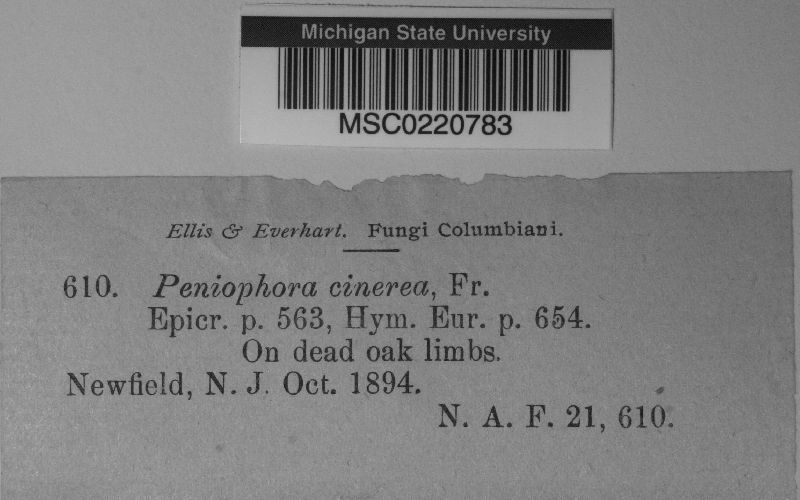 Michigan State University
MSC0220783
Ellis & Everhart. Fungi Columbiani.
610. Peniophora cinerea, Fr.
Epicr. p. 563, Hym. Eur. p. 654.
On dead oak limbs.
Newfield, N. J. Oct. 1894.
N. A. F. 21, 610.